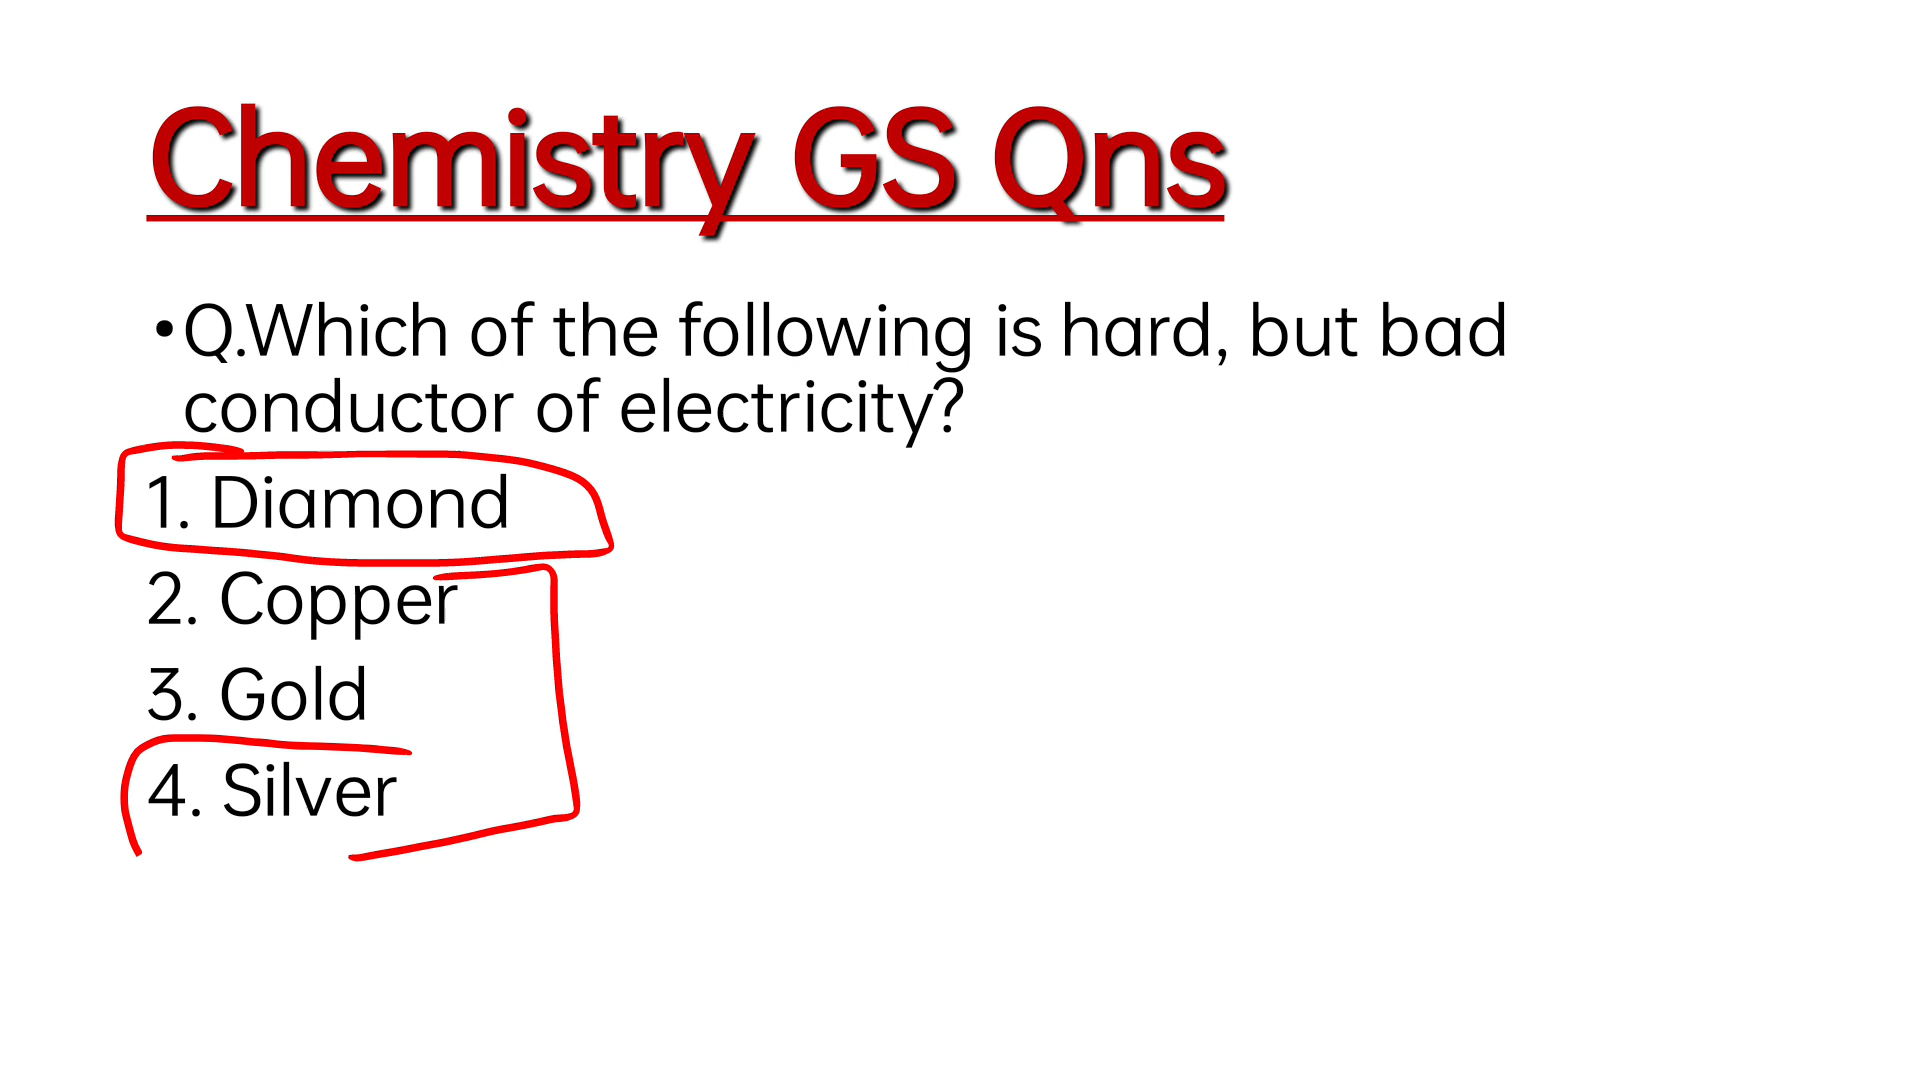 Chemistry GS Qns
•Q.Which of the following is hard, but bad
conductor of electricity?
1. Diamond
2. Copper
3. Gold
4. Silver